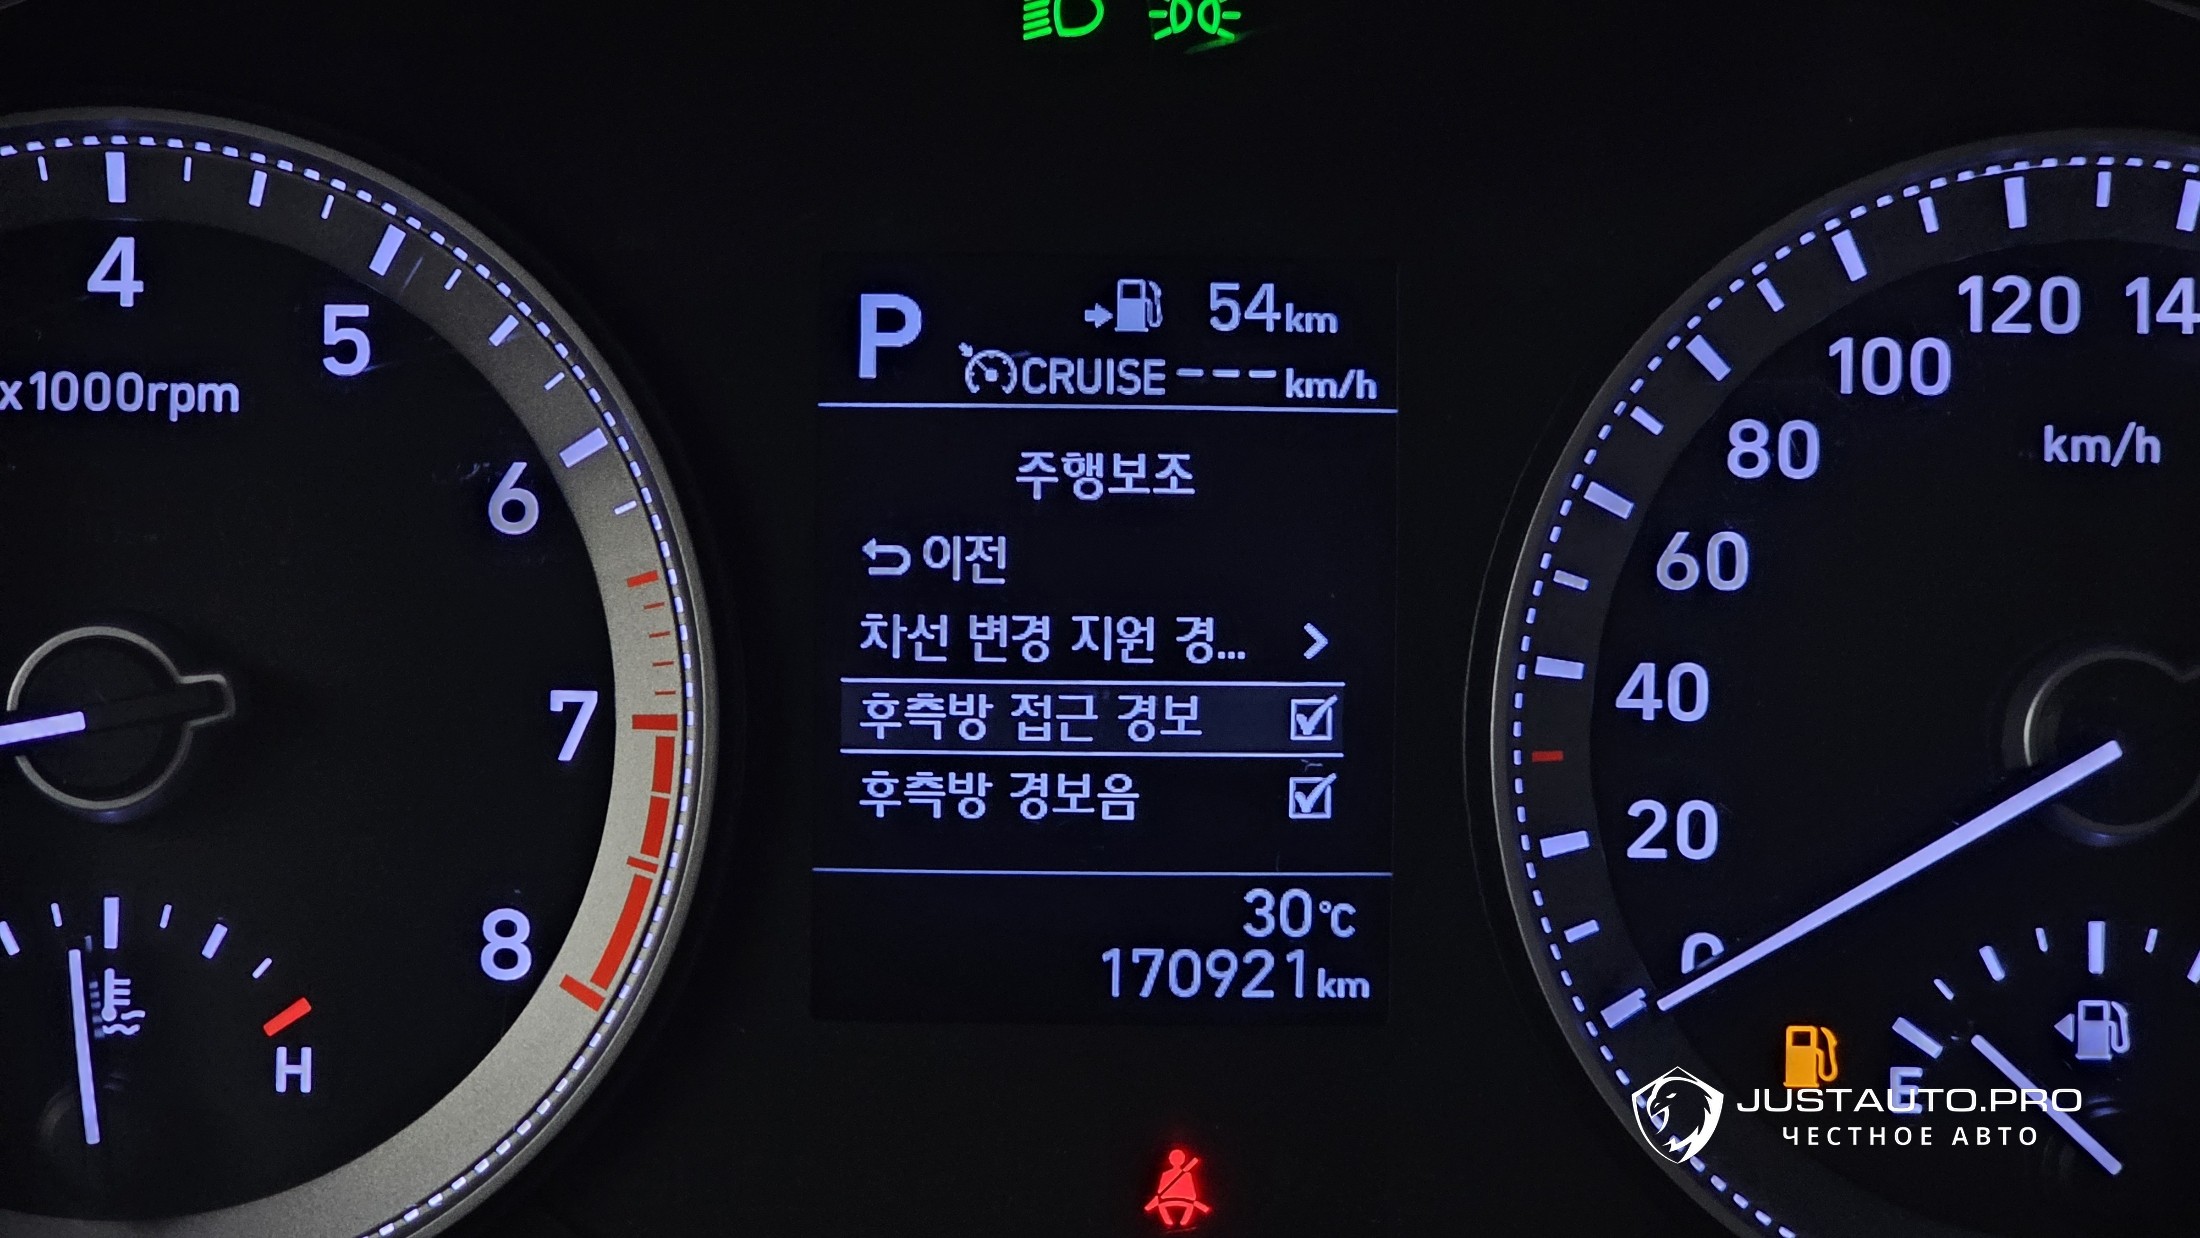 4
5
x1000rpm
6
7
8
H
P
54km
CRUISE ---km/h
주행보조
이전
차선 변경 지원 경...
후측방 접근 경보
후측방 경보음
30°C
170921km
14
120
100
80
km/h
60
40
20
0
E
JUSTAUTO.PRO
ЧЕСТНОЕ АВТО